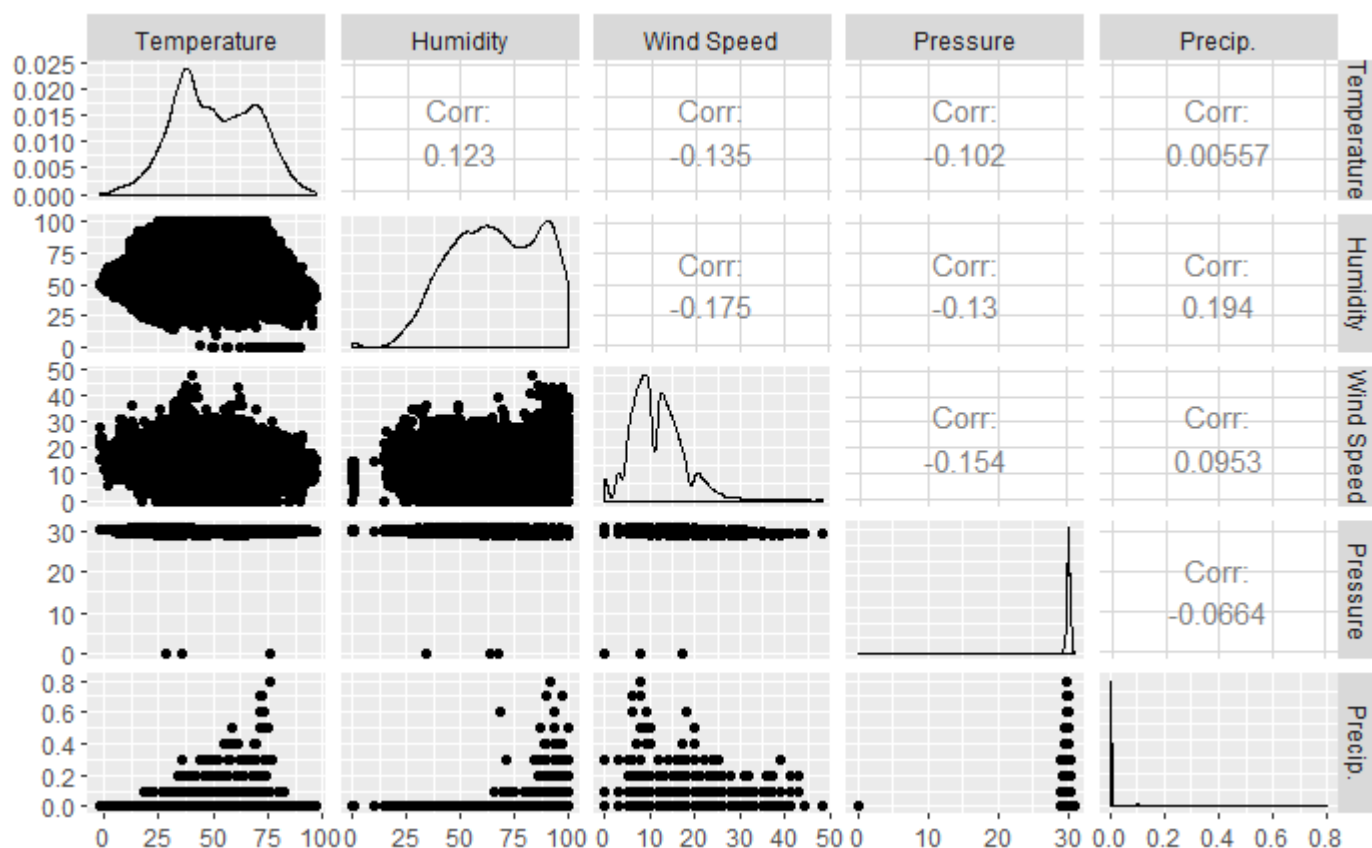 Temperature Humidity Wind Speed Pressure Precip.
0.025
0.020
0.015
0.010
0.005
0.000
Corr:
0.123
Corr:
-0.135
Corr:
-0.102
Corr:
0.00557
Temperature
100
75
50
25
0
Corr:
-0.175
Corr:
-0.13
Corr:
0.194
Humidity
50
40
30
20
10
0
Corr:
-0.154
Corr:
0.0953
Wind Speed
30
20
10
0
Corr:
-0.0664
Pressure
0.8
0.6
0.4
0.2
0.0
Precip.
0 25 50 75 100 0 25 50 75 100 0 10 20 30 40 50 0 10 20 30 0.0 0.2 0.4 0.6 0.8